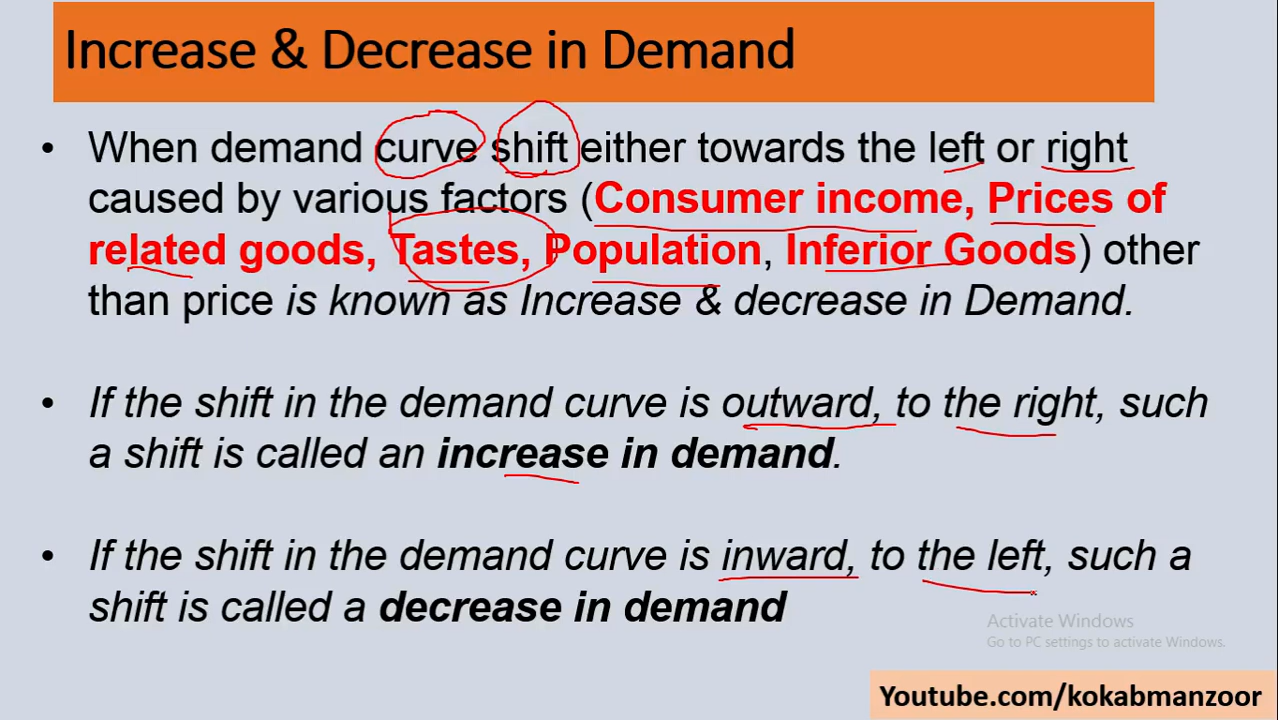 Increase & Decrease in Demand
• When demand curve shift either towards the left or right
caused by various factors (Consumer income, Prices of
related goods, Tastes, Population, Inferior Goods) other
than price is known as Increase & decrease in Demand.
• If the shift in the demand curve is outward, to the right, such
a shift is called an increase in demand.
• If the shift in the demand curve is inward, to the left, such a
shift is called a decrease in demand
Activate Windows
Go to PC settings to activate Windows.
Youtube.com/kokabmanzoor